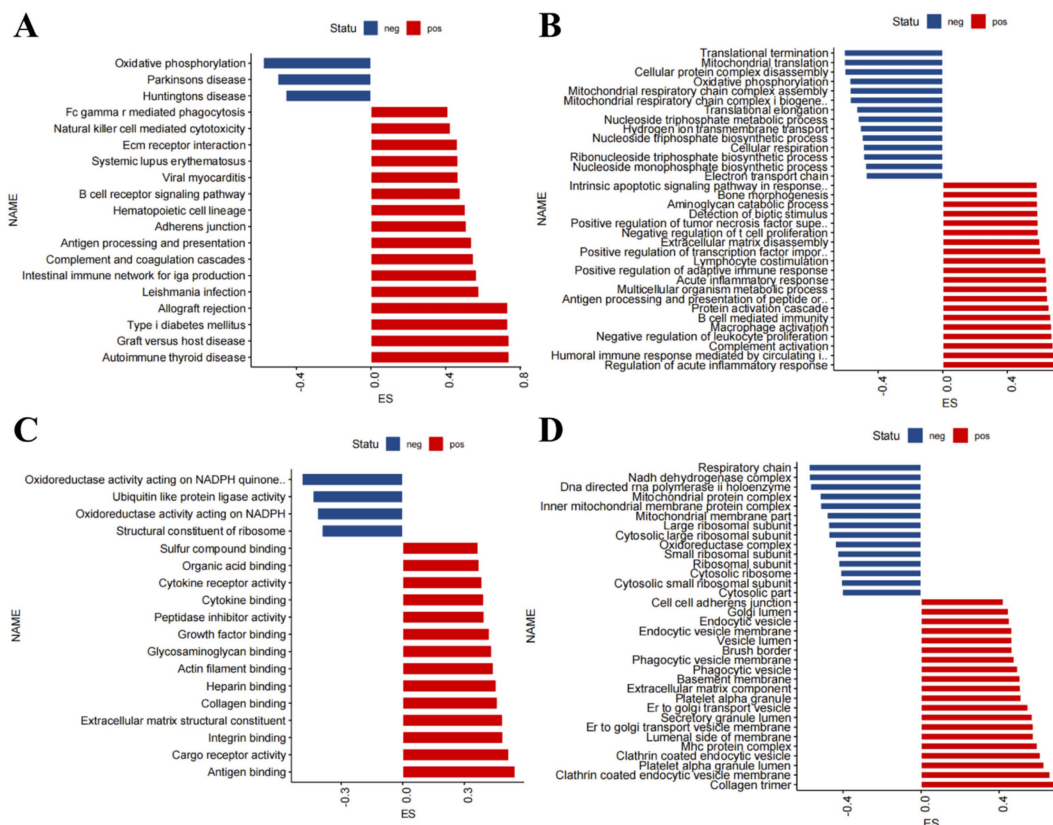 A
Statu neg pos
Oxidative phosphorylation
Parkinsons disease
Huntingtons disease
Fc gamma r mediated phagocytosis
Natural killer cell mediated cytotoxicity
Ecm receptor interaction
Systemic lupus erythematosus
Viral myocarditis
B cell receptor signaling pathway
Hematopoietic cell lineage
Adherens junction
Antigen processing and presentation
Complement and coagulation cascades
Intestinal immune network for iga production
Leishmania infection
Allograft rejection
Type i diabetes mellitus
Graft versus host disease
Autoimmune thyroid disease
NAME
-0.4
0.0
0.4
0.8
ES
B
Statu neg pos
Translational termination
Mitochondrial translation
Cellular protein complex disassembly
Oxidative phosphorylation
Mitochondrial respiratory chain complex assembly
Mitochondrial respiratory chain complex i biogene..
Translational elongation
Nucleoside triphosphate metabolic process
Hydrogen ion transmembrane transport
Nucleoside triphosphate biosynthetic process
Cellular respiration
Ribonucleoside triphosphate biosynthetic process
Nucleoside monophosphate biosynthetic process
Electron transport chain
Intrinsic apoptotic signaling pathway in response..
Bone morphogenesis
Aminoglycan catabolic process
Detection of biotic stimulus
Positive regulation of tumor necrosis factor supe..
Negative regulation of t cell proliferation
Extracellular matrix disassembly
Positive regulation of transcription factor impor..
Lymphocyte costimulation
Positive regulation of adaptive immune response
Acute inflammatory response
Multicellular organism metabolic process
Antigen processing and presentation of peptide or..
Protein activation cascade
B cell mediated immunity
Macrophage activation
Negative regulation of leukocyte proliferation
Complement activation
Humoral immune response mediated by circulating i..
Regulation of acute inflammatory response
NAME
-0.4
0.0
0.4
ES
C
Statu neg pos
Oxidoreductase activity acting on NADPH quinone..
Ubiquitin like protein ligase activity
Oxidoreductase activity acting on NADPH
Structural constituent of ribosome
Sulfur compound binding
Organic acid binding
Cytokine receptor activity
Cytokine binding
Peptidase inhibitor activity
Growth factor binding
Glycosaminoglycan binding
Actin filament binding
Heparin binding
Collagen binding
Extracellular matrix structural constituent
Integrin binding
Cargo receptor activity
Antigen binding
NAME
-0.3
0.0
0.3
ES
D
Statu neg pos
Respiratory chain
Nadh dehydrogenase complex
Dna directed rna polymerase ii holoenzyme
Mitochondrial protein complex
Inner mitochondrial membrane protein complex
Mitochondrial membrane part
Large ribosomal subunit
Cytosolic large ribosomal subunit
Oxidoreductase complex
Small ribosomal subunit
Ribosomal subunit
Cytosolic ribosome
Cytosolic small ribosomal subunit
Cytosolic part
Cell cell adherens junction
Golgi lumen
Endocytic vesicle
Endocytic vesicle membrane
Vesicle lumen
Brush border
Phagocytic vesicle membrane
Phagocytic vesicle
Basement membrane
Extracellular matrix component
Platelet alpha granule
Er to golgi transport vesicle
Secretory granule lumen
Er to golgi transport vesicle membrane
Lumenal side of membrane
Mhc protein complex
Clathrin coated endocytic vesicle
Platelet alpha granule lumen
Clathrin coated endocytic vesicle membrane
Collagen trimer
NAME
-0.4
0.0
0.4
ES